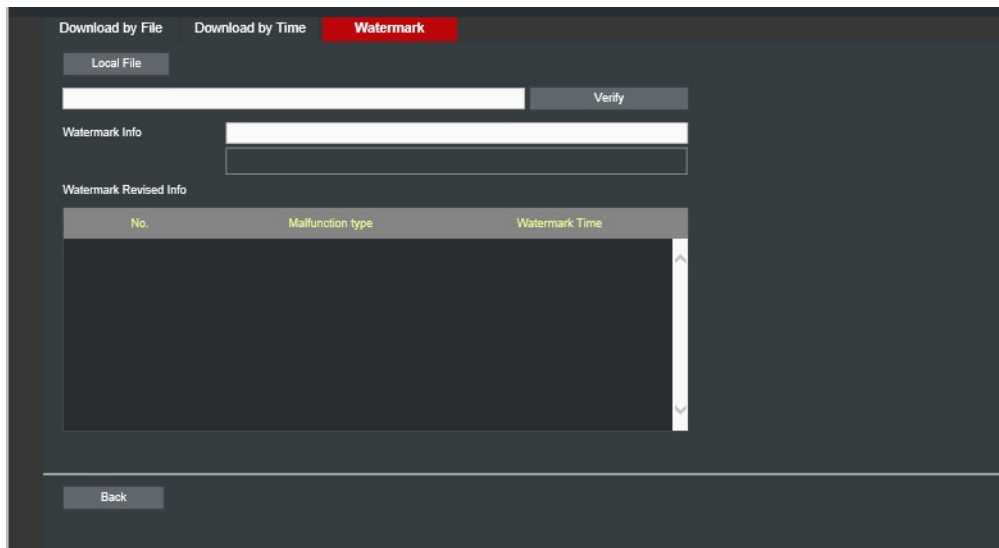 Download by File Download by Time Watermark
Local File
Verify
Watermark Info
Watermark Revised Info
No. Malfunction type Watermark Time
Back